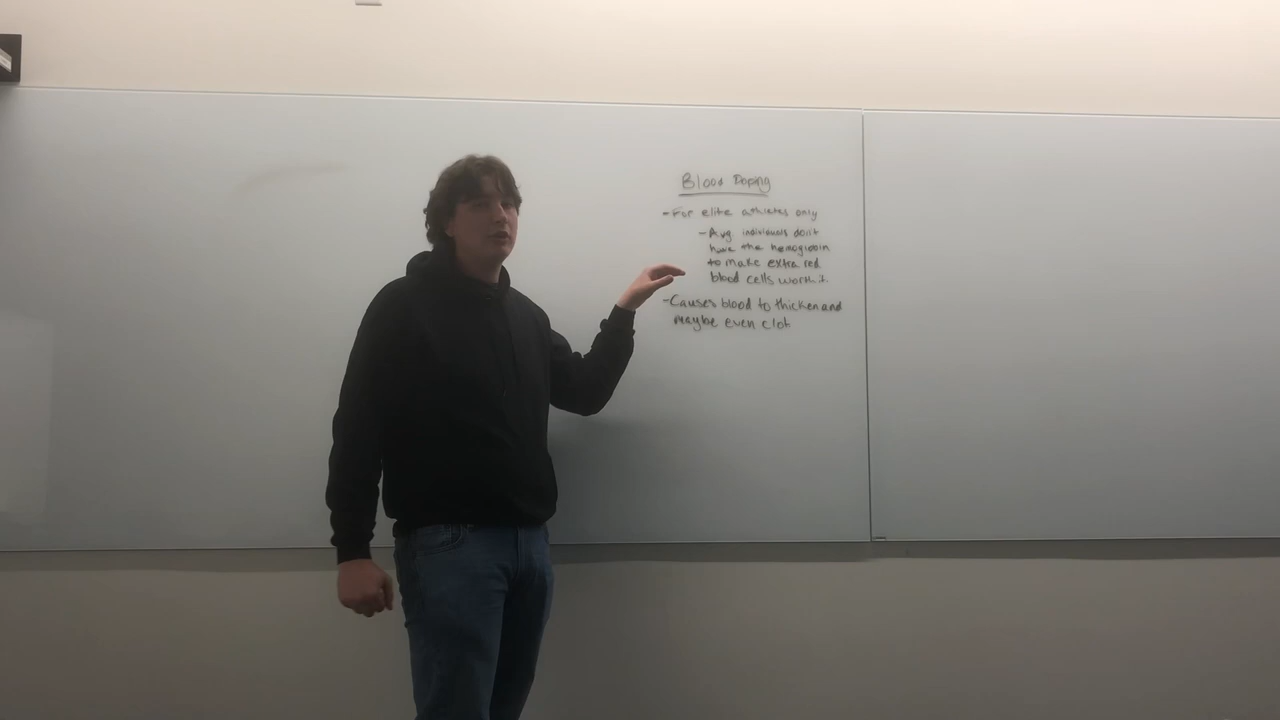 Blood Doping
- For elite athletes only
- Avg. individuals don't
have the hemoglobin
to make extra red
blood cells worth it.
- Causes blood to thicken and
maybe even clot